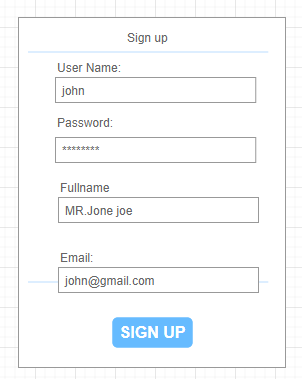 Sign up
User Name:
john
Password:
********
Fullname
MR.Jone joe
Email:
john@gmail.com
SIGN UP